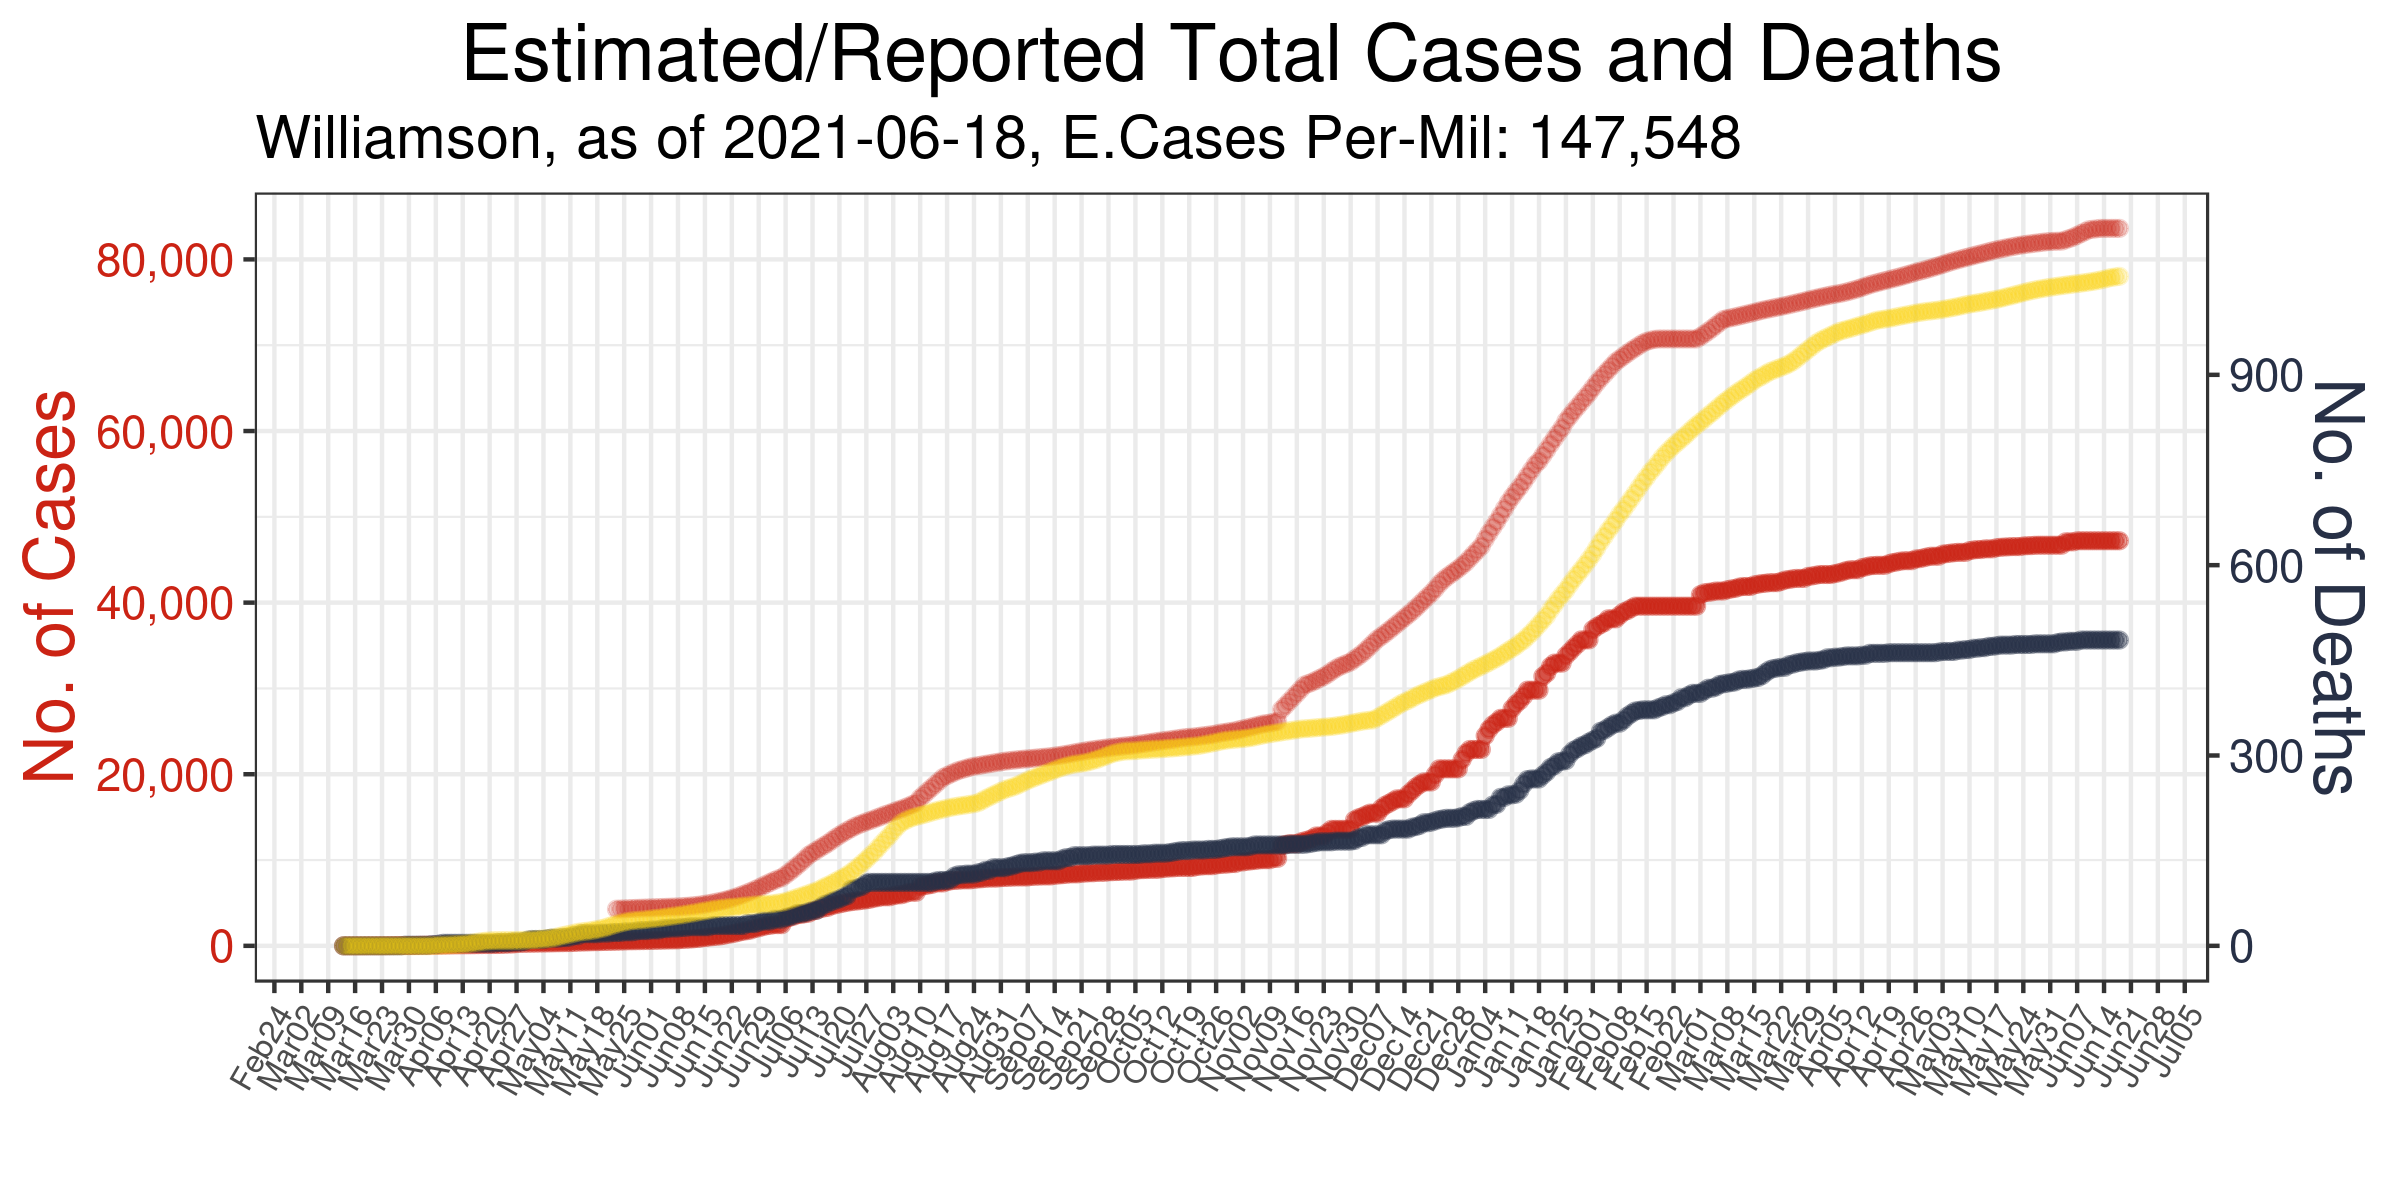 Estimated/Reported Total Cases and Deaths
Williamson, as of 2021-06-18, E.Cases Per-Mil: 147,548
No. of Cases
80,000
60,000
40,000
20,000
0
900
600
300
0
No. of Deaths
Feb24
Mar02
Mar09
Mar16
Mar23
Mar30
Apr06
Apr13
Apr20
Apr27
May04
May11
May18
May25
Jun01
Jun08
Jun15
Jun22
Jun29
Jul06
Jul13
Jul20
Jul27
Aug03
Aug10
Aug17
Aug24
Aug31
Sep07
Sep14
Sep21
Sep28
Oct05
Oct12
Oct19
Oct26
Nov02
Nov09
Nov16
Nov23
Nov30
Dec07
Dec14
Dec21
Dec28
Jan04
Jan11
Jan18
Jan25
Feb01
Feb08
Feb15
Feb22
Mar01
Mar08
Mar15
Mar22
Mar29
Apr05
Apr12
Apr19
Apr26
May03
May10
May17
May24
May31
Jun07
Jun14
Jun21
Jun28
Jul05